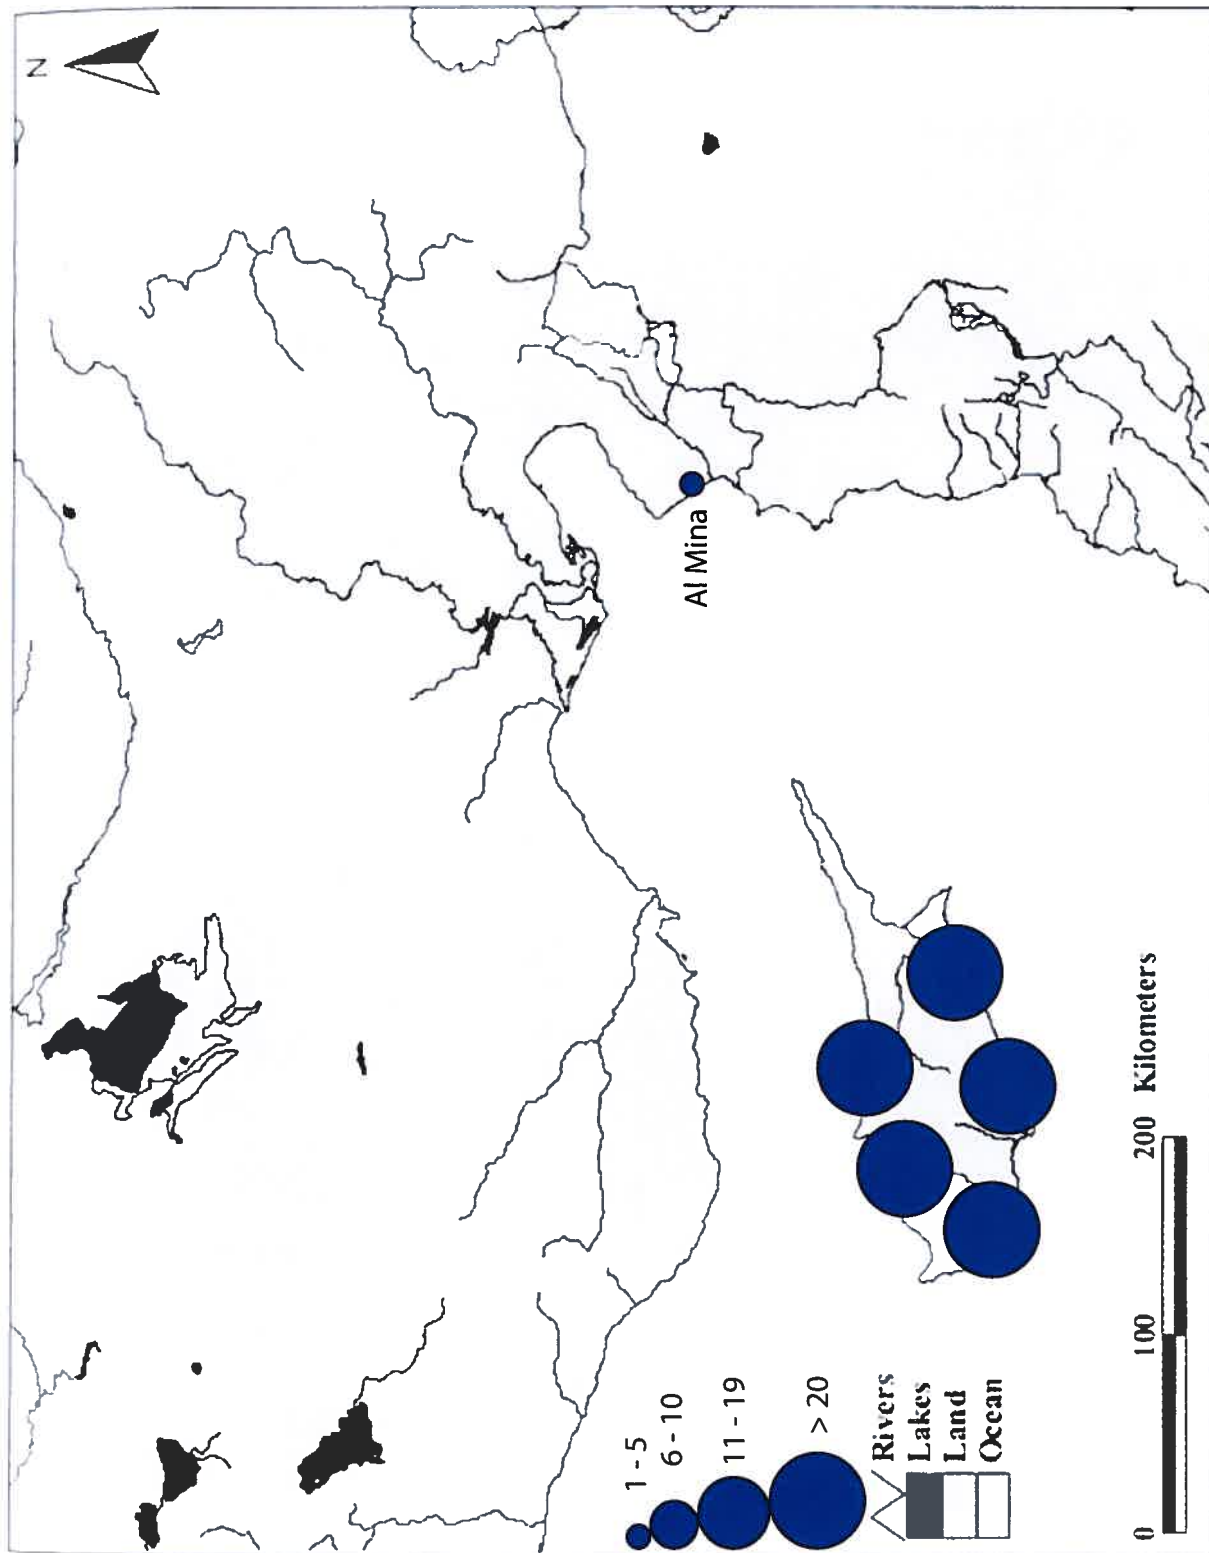 N
Al Mina
1 - 5
6 - 10
11 - 19
> 20
Rivers
Lakes
Land
Ocean
0 100 200 Kilometers